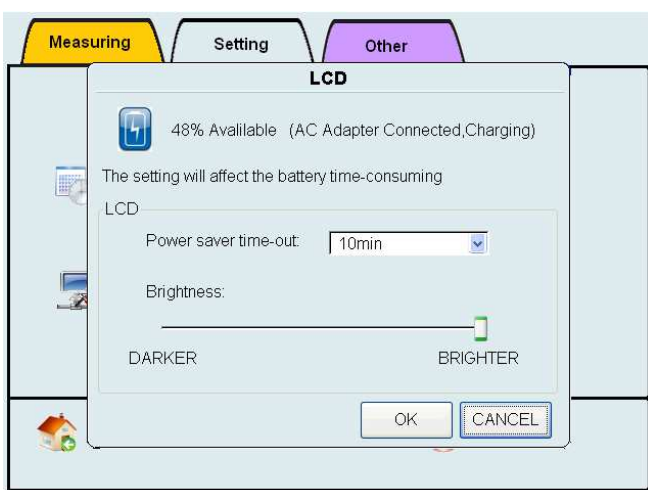 Measuring Setting Other
LCD
48% Avalilable (AC Adapter Connected,Charging)
The setting will affect the battery time-consuming
LCD
Power saver time-out: 10min
Brightness:
DARKER BRIGHTER
OK CANCEL